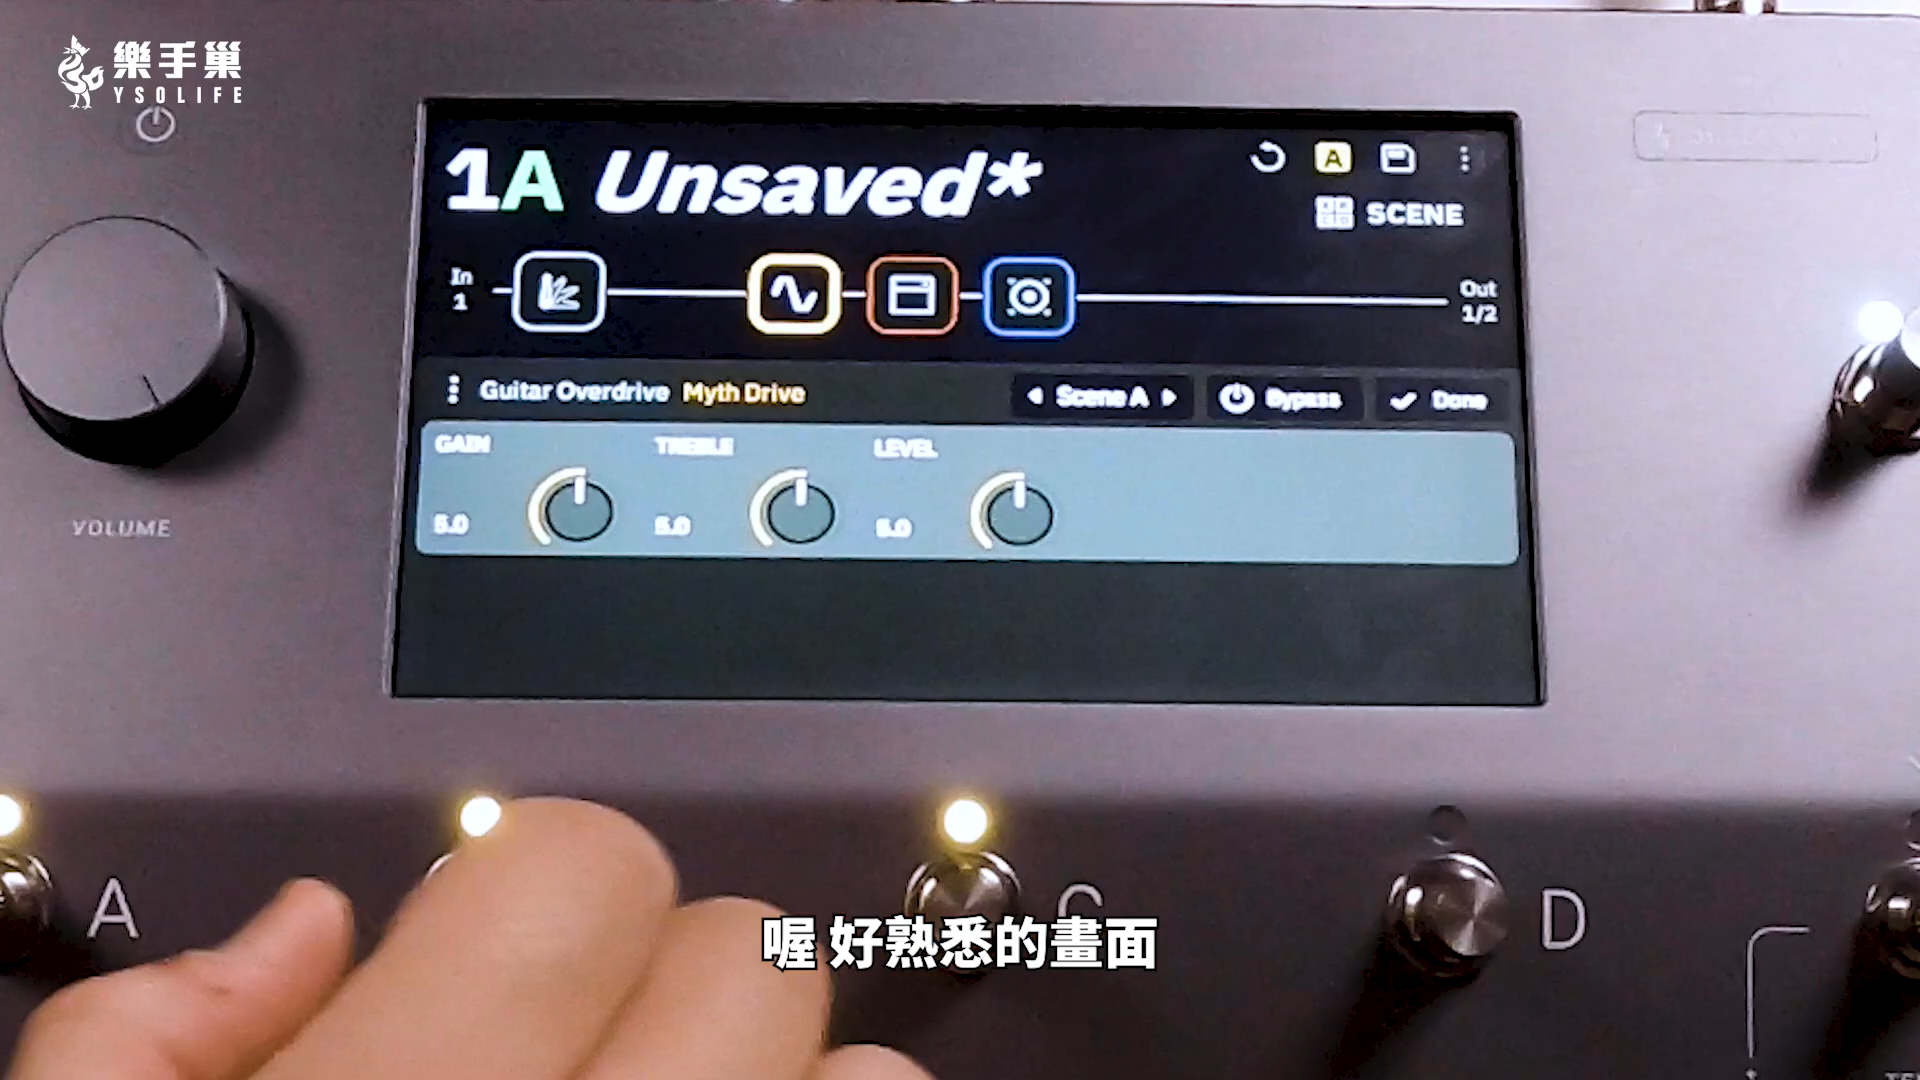 樂手巢
YSOLIFE
1A Unsaved*
A
SCENE
In
1
Out
1/2
Guitar Overdrive Myth Drive
Scene A
Bypass
Done
GAIN
TREBLE
LEVEL
5.0
5.0
5.0
VOLUME
A
C
D
喔 好熟悉的畫面